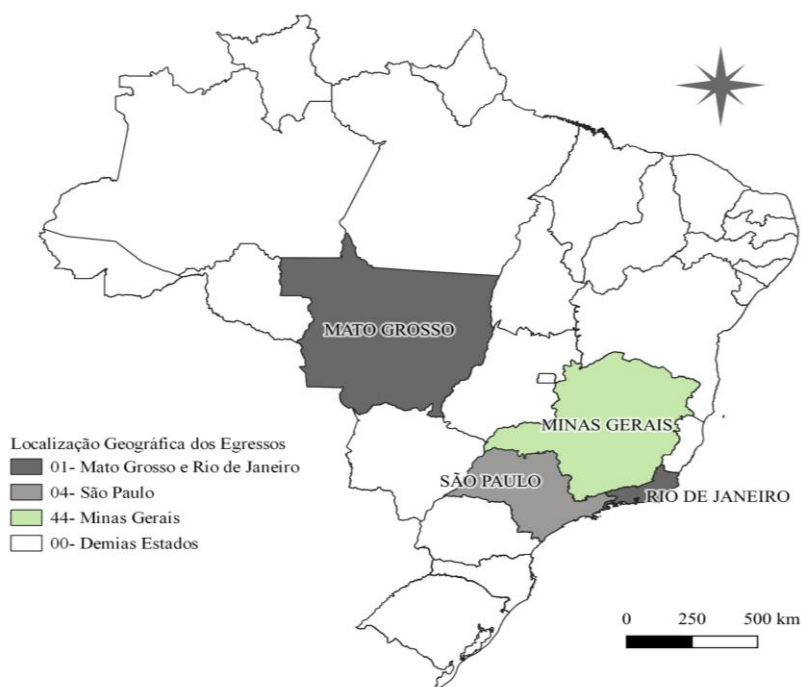 MATO GROSSO
MINAS GERAIS
Localização Geográfica dos Egressos
01- Mato Grosso e Rio de Janeiro
SÃO PAULO
04- São Paulo
RIO DE JANEIRO
44- Minas Gerais
00- Demias Estados
0 250 500 km